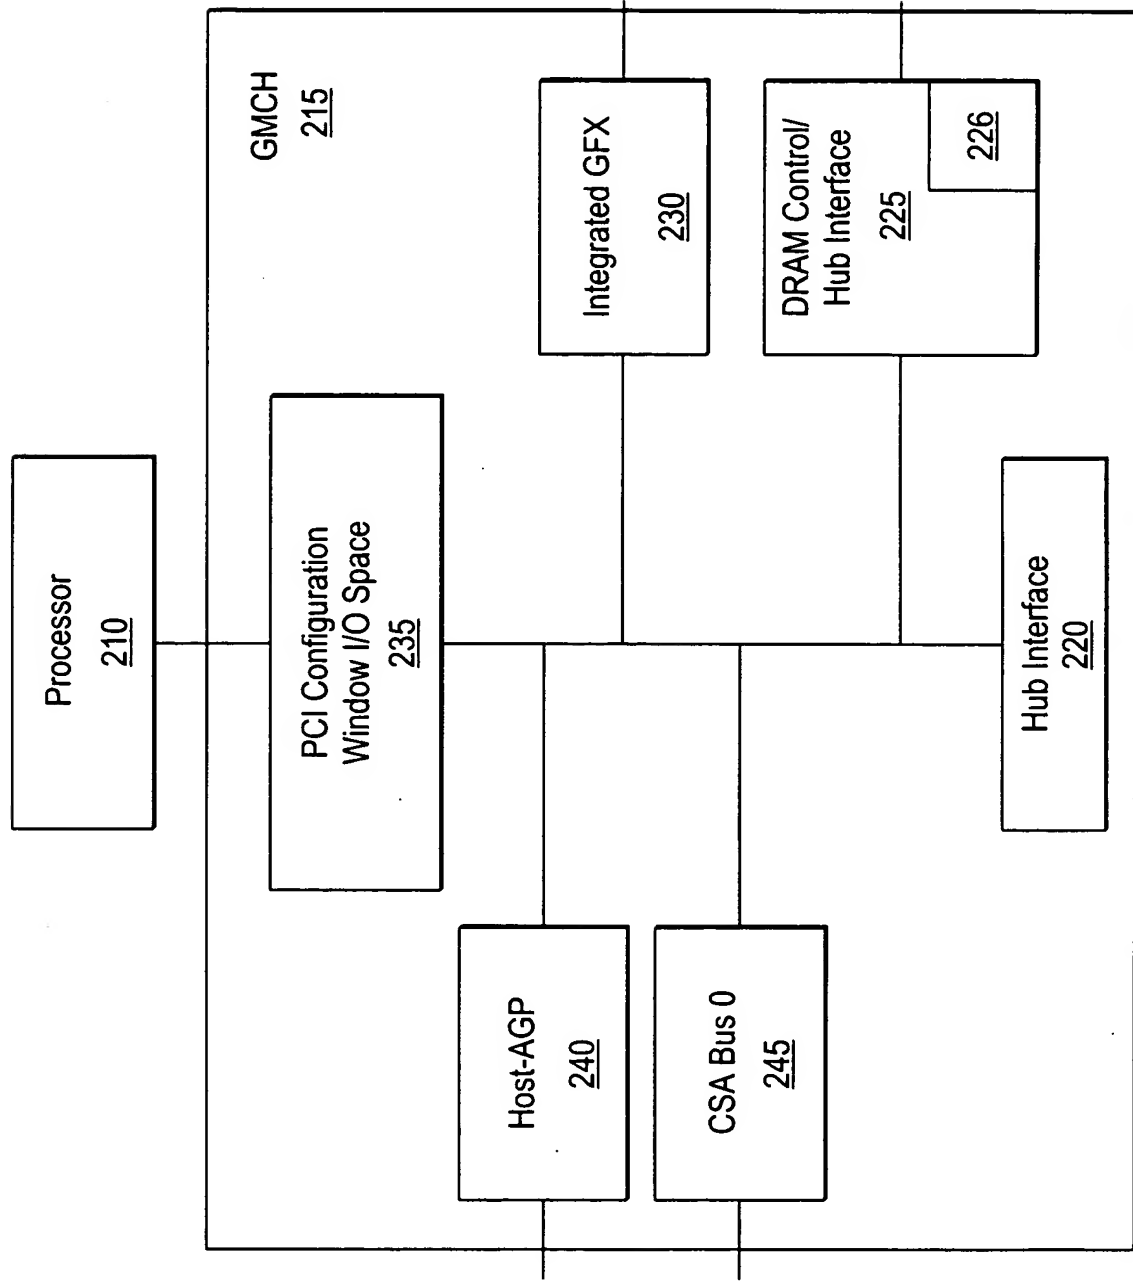 Processor
210
GMCH
215
PCI Configuration
Window I/O Space
235
Host-AGP
240
Integrated GFX
230
CSA Bus 0
245
DRAM Control/
Hub Interface
225
226
Hub Interface
220